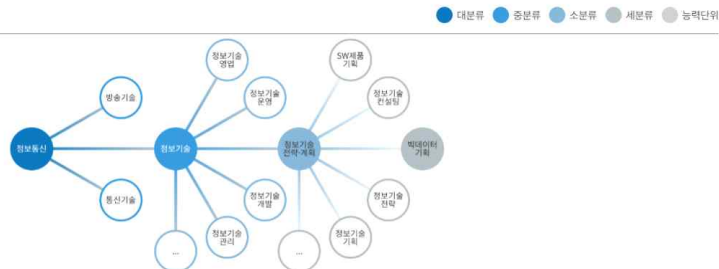 대분류 중분류 소분류 세분류 능력단위
정보기술
영업
SW제품
기획
방송기술
정보기술
운영
정보기술
컨설팅
정보통신
정보기술
정보기술
전략·계획
빅데이터
기획
통신기술
정보기술
개발
정보기술
전략
정보기술
관리
정보기술
기획
...
...